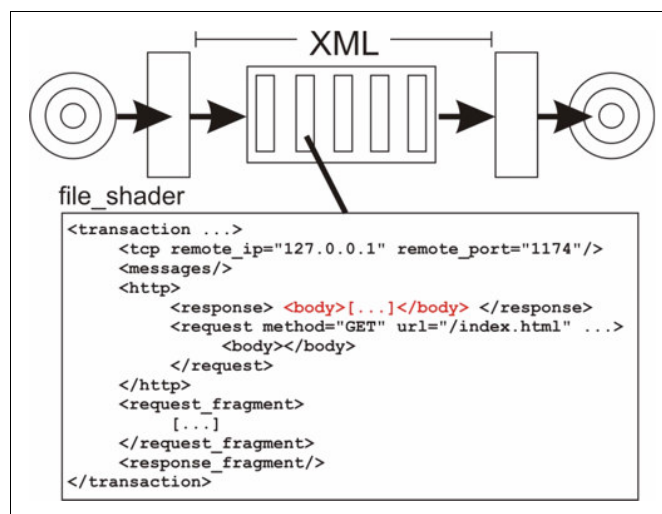 XML
file_shader
<transaction ...>
<tcp remote_ip="127.0.0.1" remote_port="1174"/>
<messages/>
<http>
<response> <body>[...]</body> </response>
<request method="GET" url="/index.html" ...>
<body></body>
</request>
</http>
<request_fragment>
[...]
</request_fragment>
<response_fragment/>
</transaction>